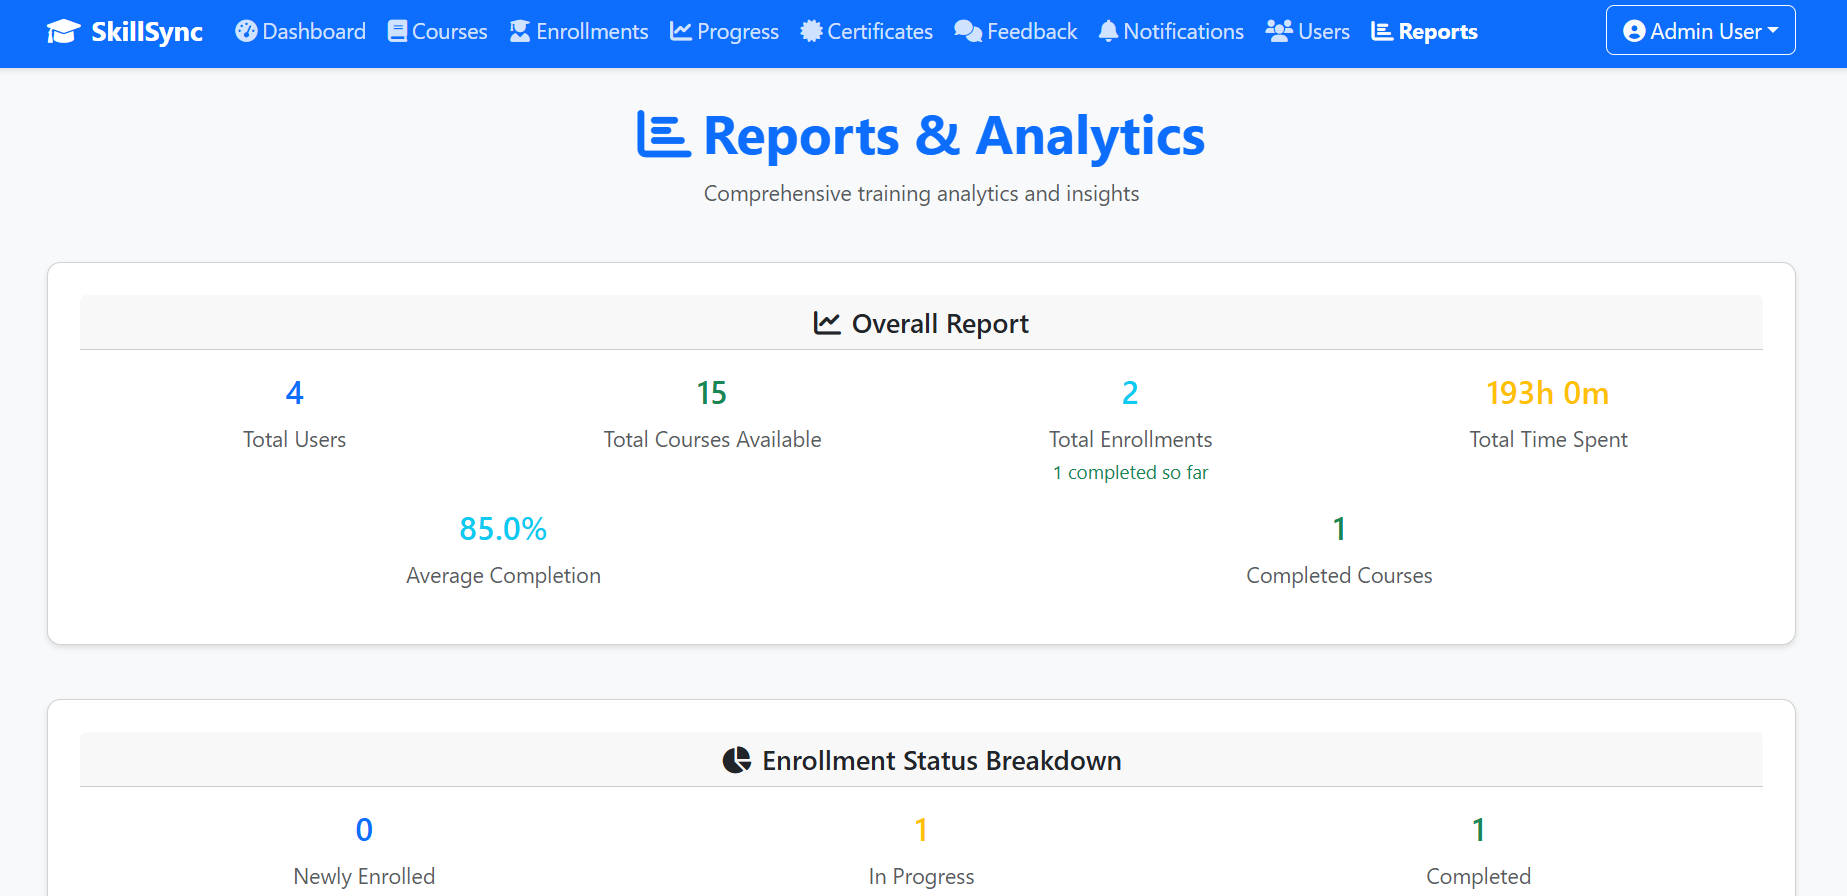 SkillSync Dashboard Courses Enrollments Progress Certificates Feedback Notifications Users Reports Admin User
Reports & Analytics
Comprehensive training analytics and insights
Overall Report
4 15 2 193h 0m
Total Users Total Courses Available Total Enrollments Total Time Spent
1 completed so far
85.0% 1
Average Completion Completed Courses
Enrollment Status Breakdown
0 1 1
Newly Enrolled In Progress Completed